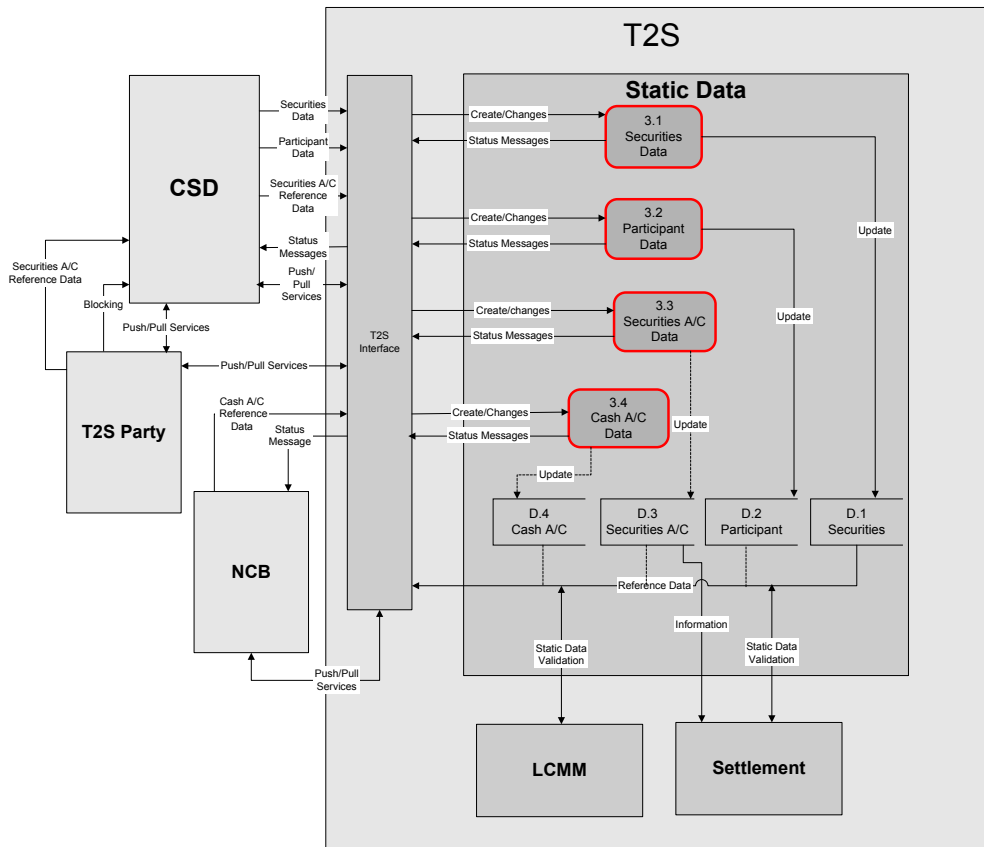 T2S
Static Data
CSD
Securities
Data
Participant
Data
Securities A/C
Reference
Data
Status
Messages
Push/
Pull
Services
Securities A/C
Reference Data
Blocking
Push/Pull Services
T2S Party
Push/Pull Services
Cash A/C
Reference
Data
Status
Message
NCB
Push/Pull
Services
T2S
Interface
Create/Changes
Status Messages
3.1
Securities
Data
Update
Create/Changes
Status Messages
3.2
Participant
Data
Update
Create/changes
Status Messages
3.3
Securities A/C
Data
Update
Create/Changes
Status Messages
3.4
Cash A/C
Data
Update
D.4
Cash A/C
D.3
Securities A/C
D.2
Participant
D.1
Securities
Reference Data
Information
Static Data
Validation
Static Data
Validation
LCMM
Settlement